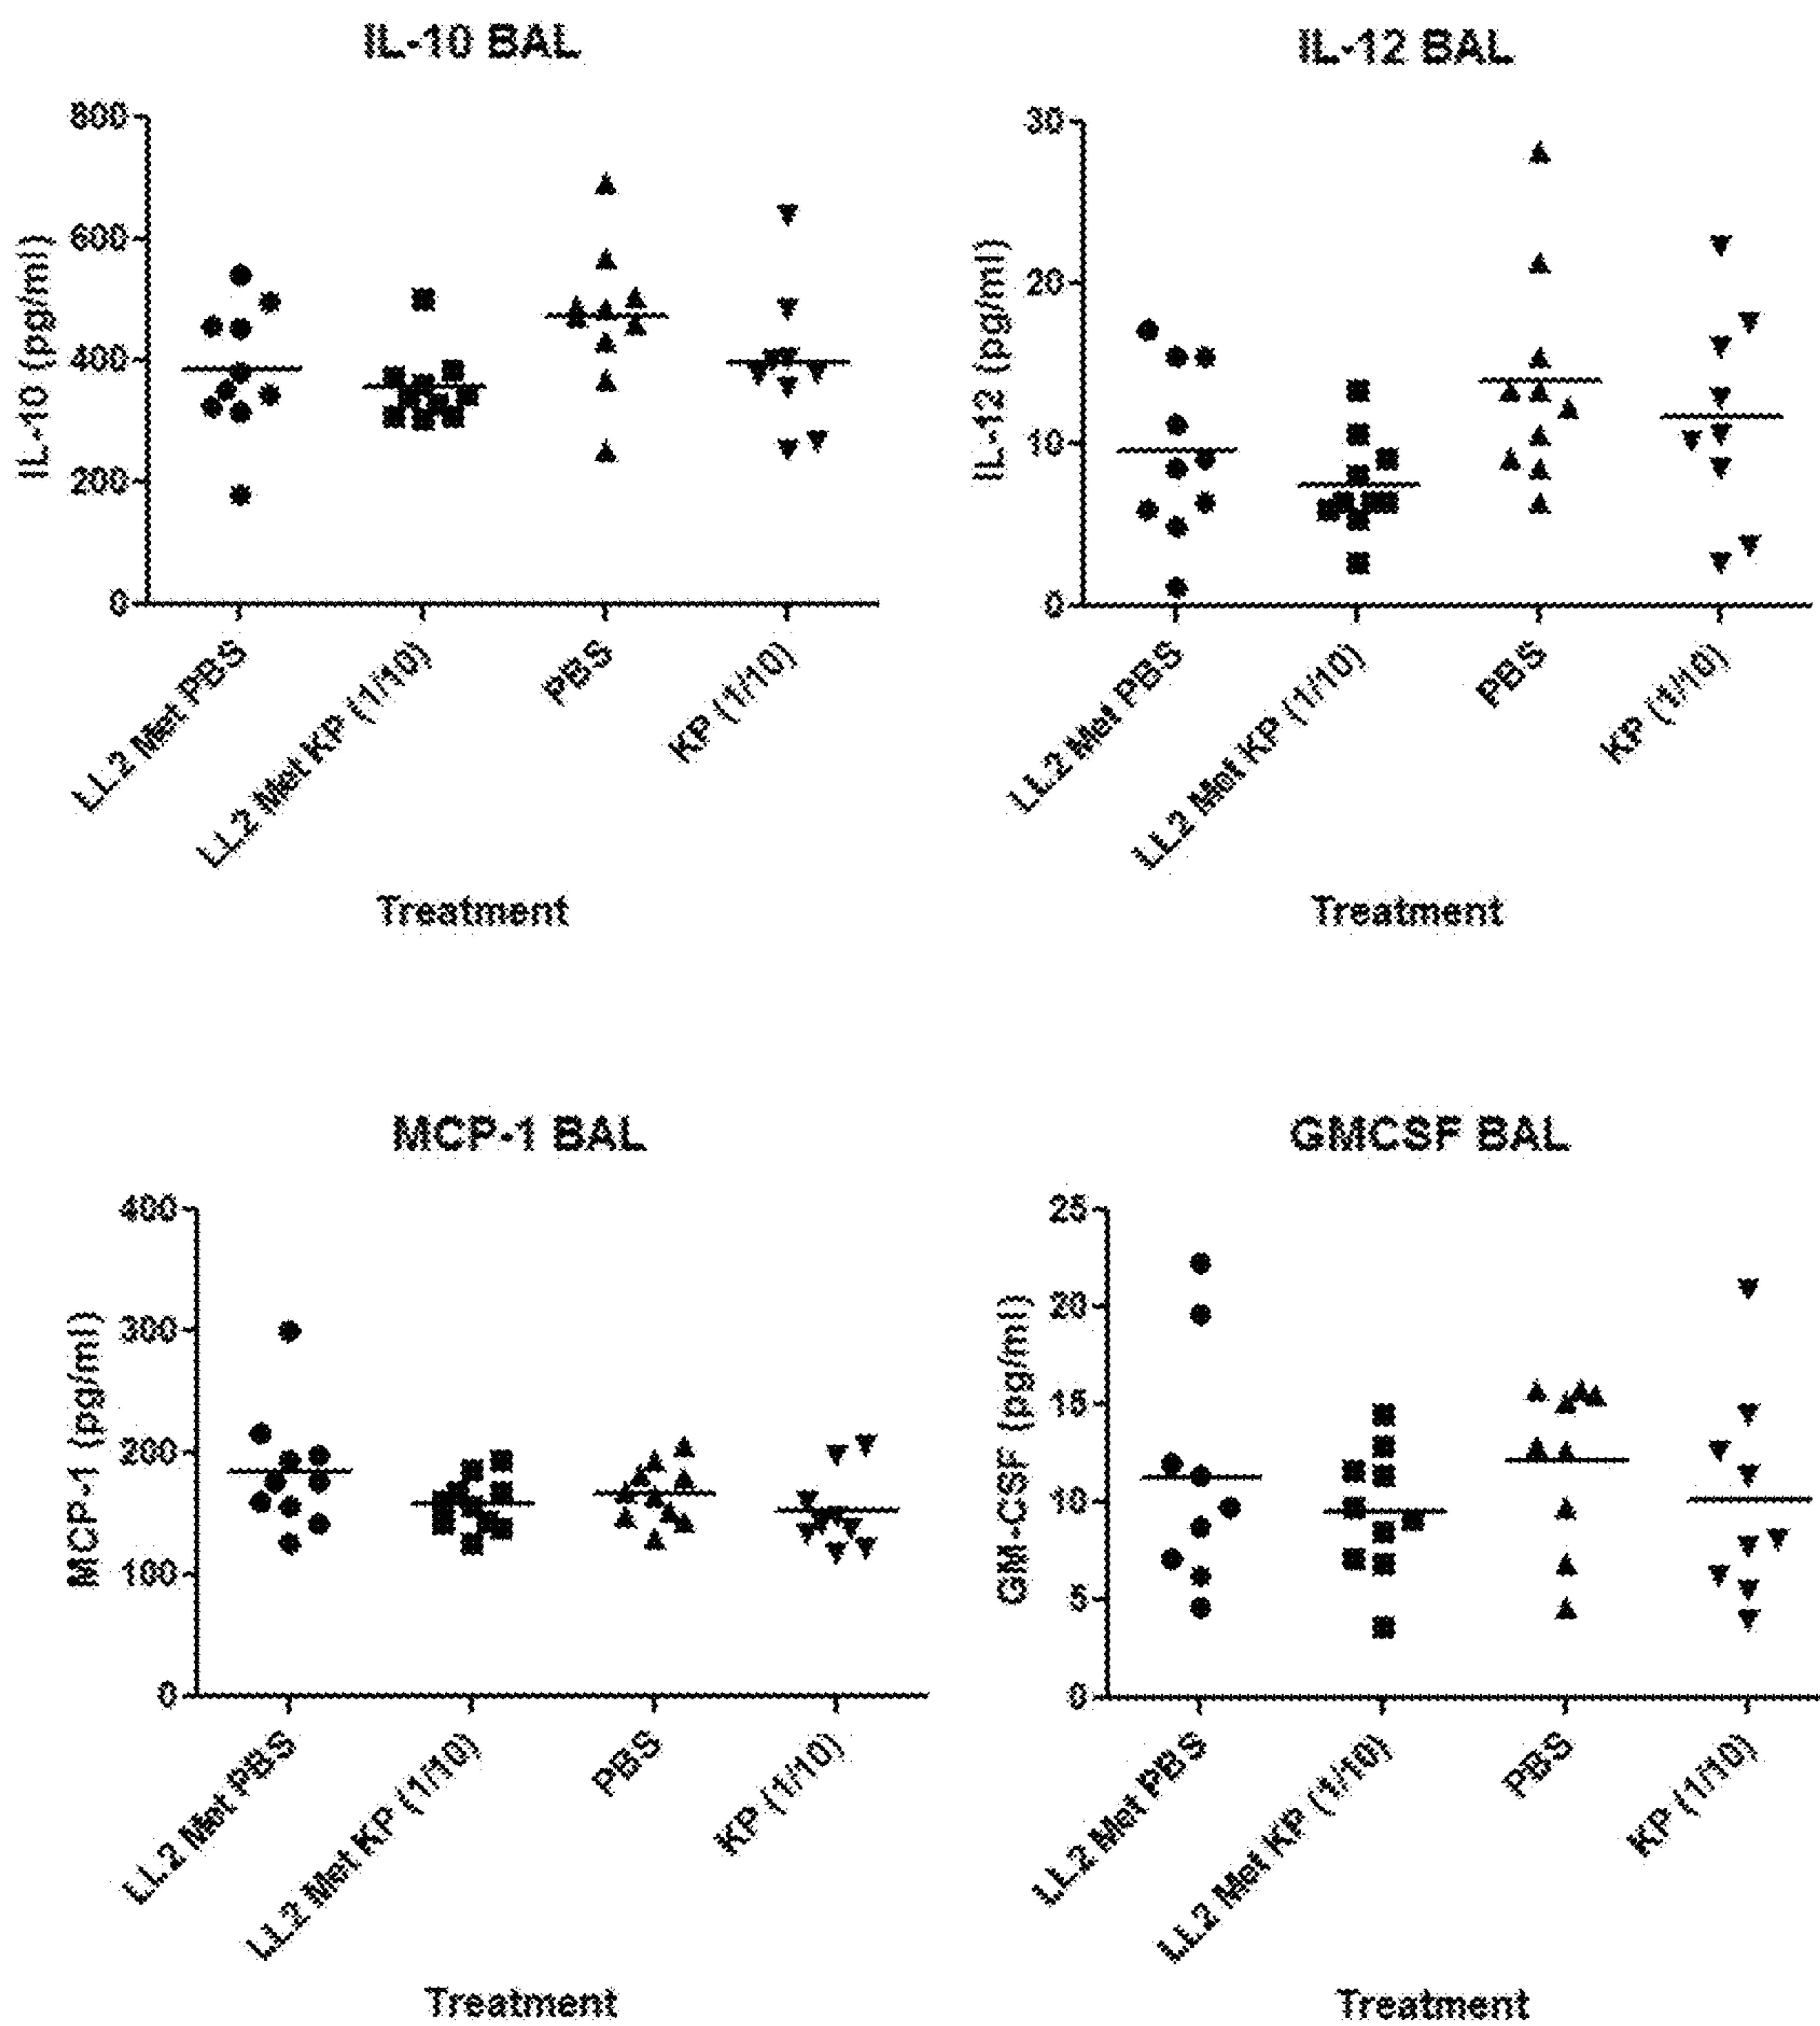 IL-10 BAL
IL-10 (pg/ml)
800
600
400
200
0
LL2 Met PBS
LL2 Met KP (1/10)
PBS
KP (1/10)
Treatment
IL-12 BAL
IL-12 (pg/ml)
30
20
10
0
LL2 Met PBS
LL2 Met KP (1/10)
PBS
KP (1/10)
Treatment
MCP-1 BAL
MCP-1 (pg/ml)
400
300
200
100
0
LL2 Met PBS
LL2 Met KP (1/10)
PBS
KP (1/10)
Treatment
GMCSF BAL
GM-CSF (pg/ml)
25
20
15
10
5
0
LL2 Met PBS
LL2 Met KP (1/10)
PBS
KP (1/10)
Treatment